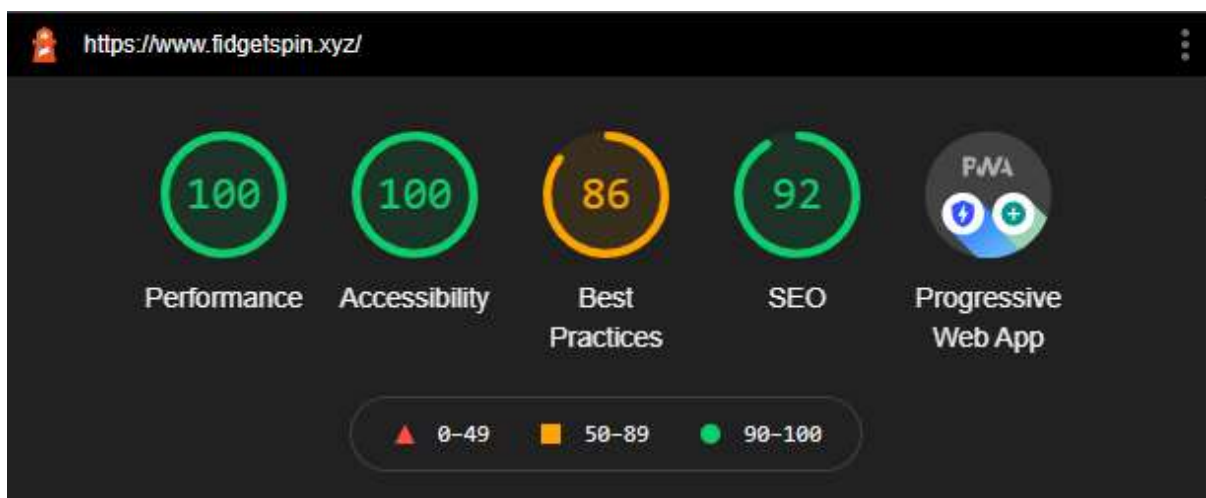 https://www.fidgetspin.xyz/
100 100 86 92 PWA
Performance Accessibility Best Practices SEO Progressive Web App
0–49 50–89 90–100